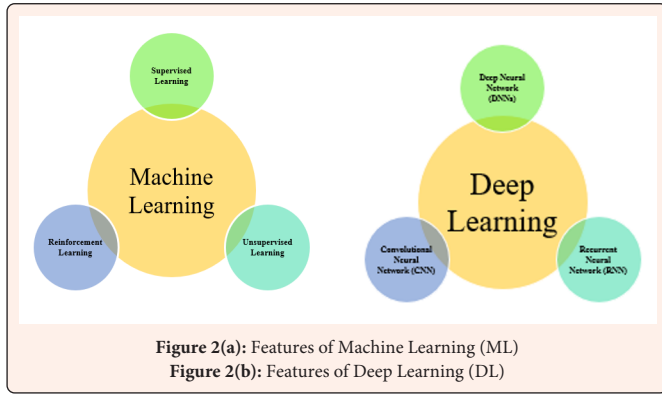 Supervised
Learning
Machine
Learning
Reinforcement
Learning
Unsupervised
Learning
Deep Neural
Network
(DNNs)
Deep
Learning
Convolutional
Neural
Network (CNN)
Recurrent
Neural
Network (RNN)
Figure 2(a): Features of Machine Learning (ML)
Figure 2(b): Features of Deep Learning (DL)